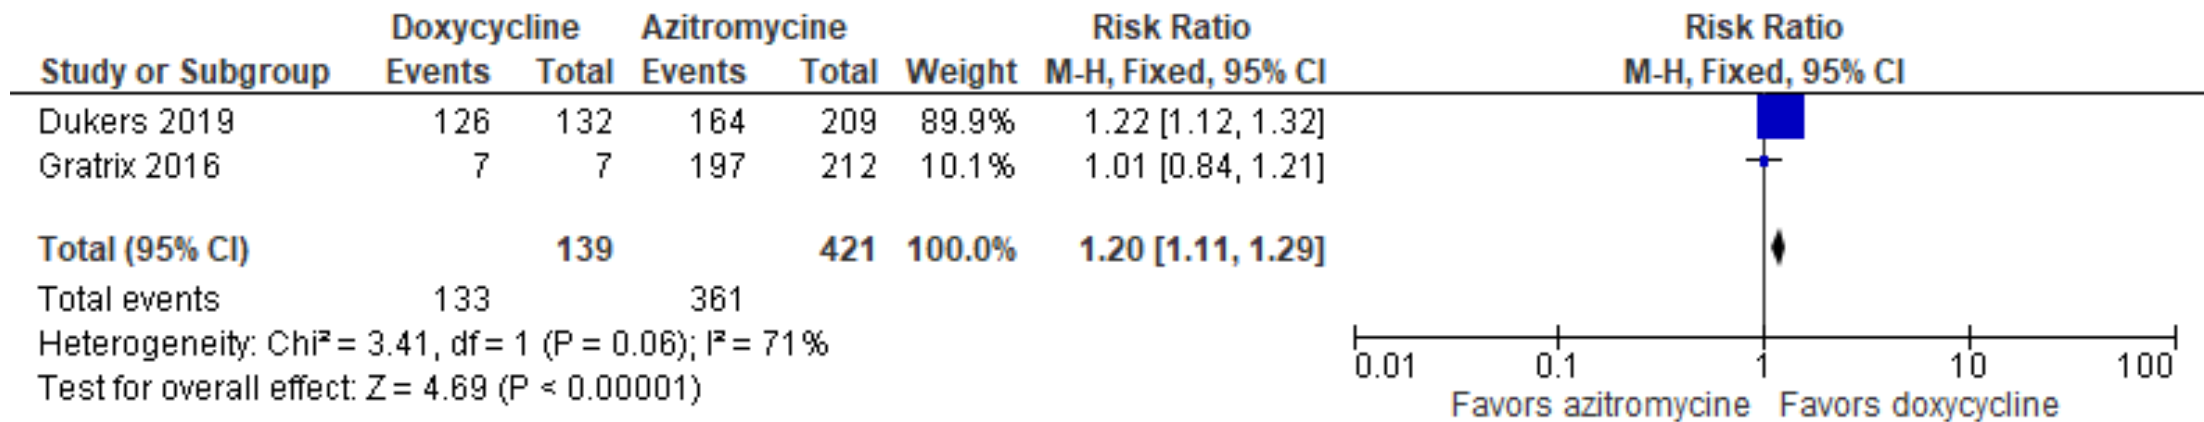 Doxycycline Azitromycine Risk Ratio Risk Ratio
Study or Subgroup Events Total Events Total Weight M-H, Fixed, 95% CI M-H, Fixed, 95% CI
Dukers 2019 126 132 164 209 89.9% 1.22 [1.12, 1.32]
Gratrix 2016 7 7 197 212 10.1% 1.01 [0.84, 1.21]
Total (95% CI) 139 421 100.0% 1.20 [1.11, 1.29]
Total events 133 361
Heterogeneity: Chi² = 3.41, df = 1 (P = 0.06); I² = 71%
Test for overall effect: Z = 4.69 (P < 0.00001)
0.01 0.1 1 10 100
Favors azitromycine Favors doxycycline